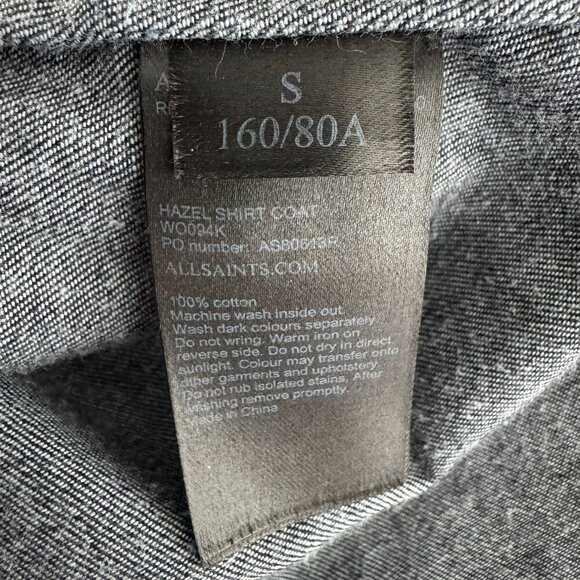 S
160/80A
HAZEL SHIRT COAT
WO094K
PO number: AS80613R
ALLSAINTS.COM
100% cotton
Machine wash inside out.
Wash dark colours separately.
Do not wring. Warm iron on
reverse side. Do not dry in direct
sunlight. Colour may transfer onto
other garments and upholstery.
Do not rub isolated stains. After
washing remove promptly.
Made in China